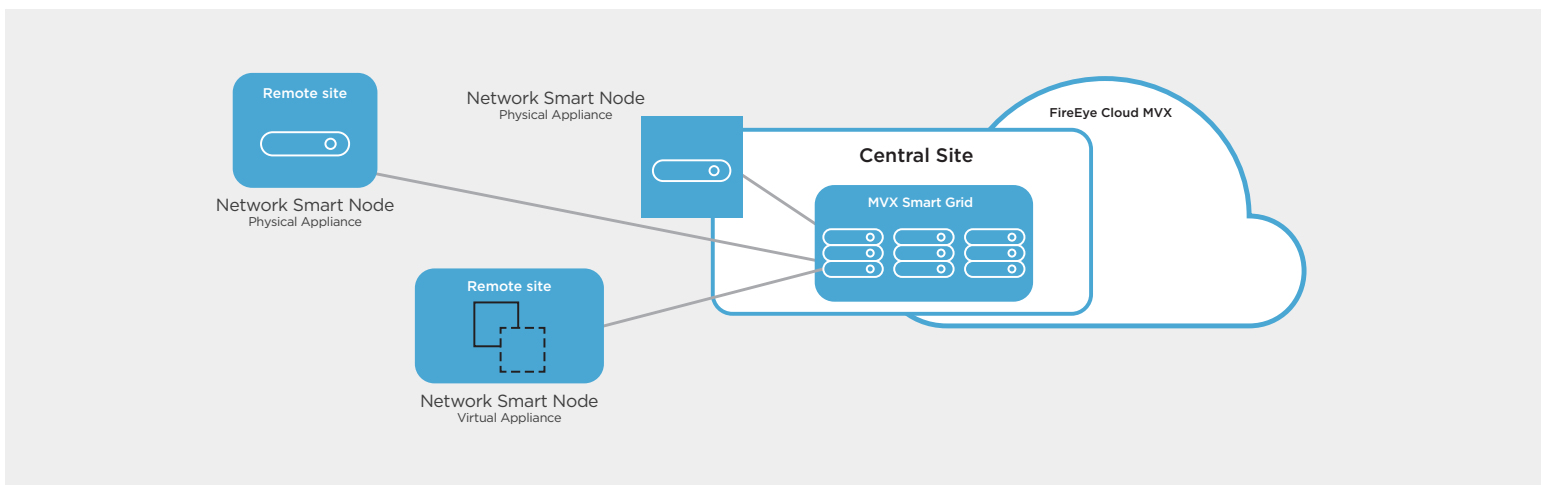 Remote site
Network Smart Node
Physical Appliance
Network Smart Node
Physical Appliance
FireEye Cloud MVX
Central Site
MVX Smart Grid
Remote site
Network Smart Node
Virtual Appliance